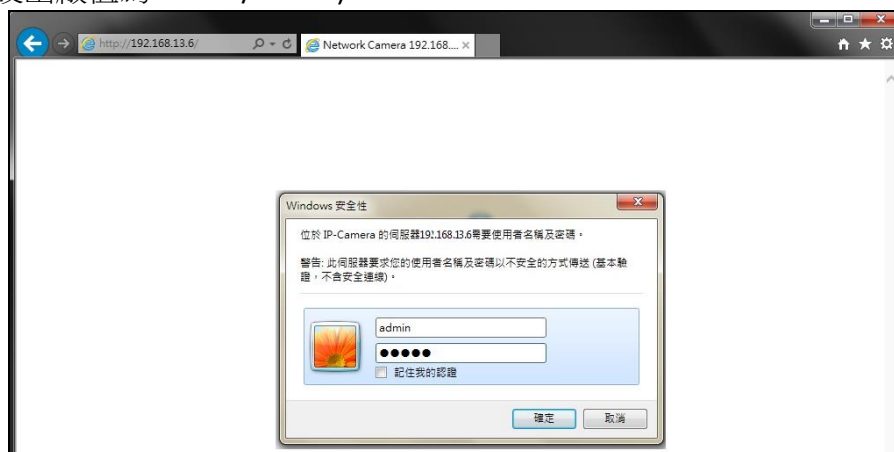 http://192.168.13.6/
Network Camera 192.168....
Windows 安全性
位於 IP-Camera 的伺服器192.168.13.6需要使用者名稱及密碼。
警告: 此伺服器要求您的使用者名稱及密碼以不安全的方式傳送 (基本驗
證,不含安全連線)。
admin
●●●●●
記住我的認證
確定
取消